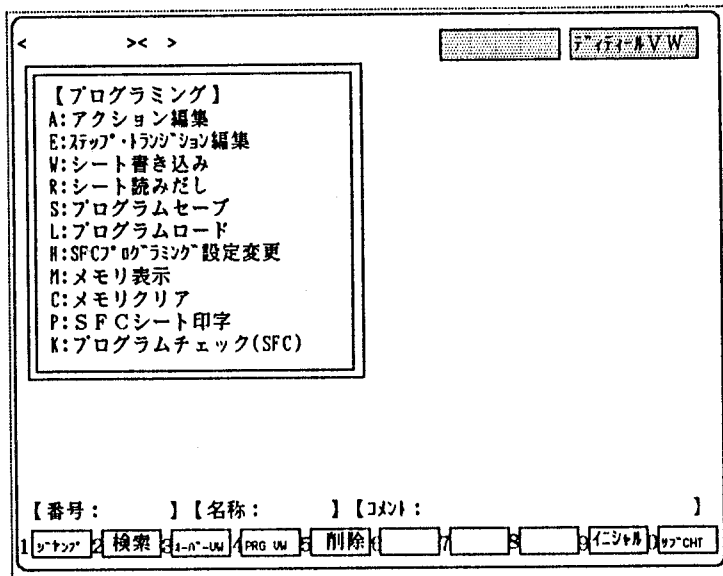 < >< > ディティールVW
【プログラミング】
A:アクション編集
E:ステップ・トランジション編集
W:シート書き込み
R:シート読みだし
S:プログラムセーブ
L:プログラムロード
H:SFCプログラミング設定変更
M:メモリ表示
C:メモリクリア
P:SFCシート印字
K:プログラムチェック(SFC)
【番号: 】【名称: 】【コメント: 】
1 ジャンプ 2 検索 3 オーバーVW 4 PRG VW 5 削除 6 7 8 9 イニシャル 0 サブCHT